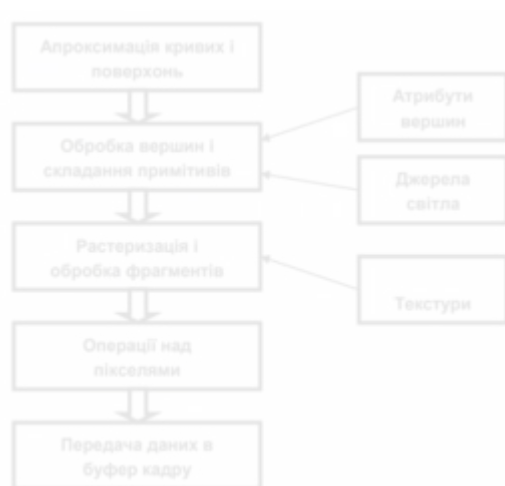 Апроксимація кривих і
поверхонь
Атрибути
вершин
Обробка вершин і
складання примітивів
Джерела
світла
Растеризація і
обробка фрагментів
Текстури
Операції над
пікселями
Передача даних в
буфер кадру